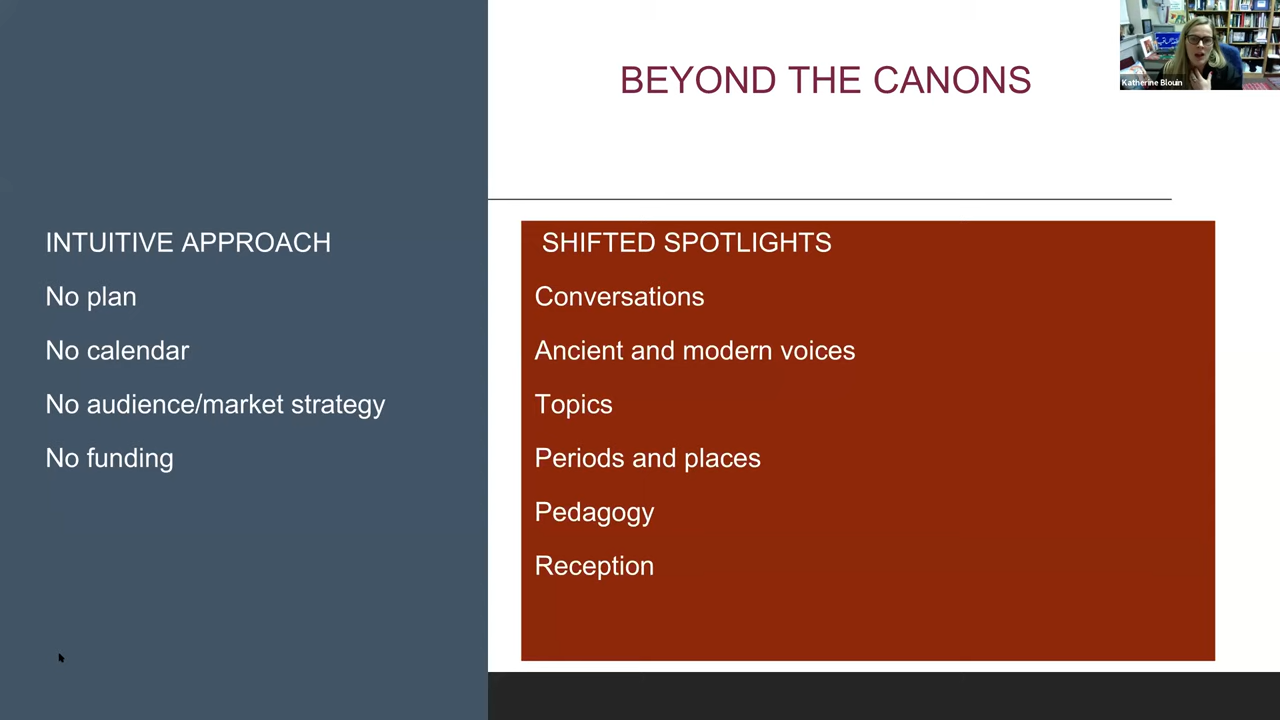 BEYOND THE CANONS
Katherine Blouin
INTUITIVE APPROACH
No plan
No calendar
No audience/market strategy
No funding
SHIFTED SPOTLIGHTS
Conversations
Ancient and modern voices
Topics
Periods and places
Pedagogy
Reception